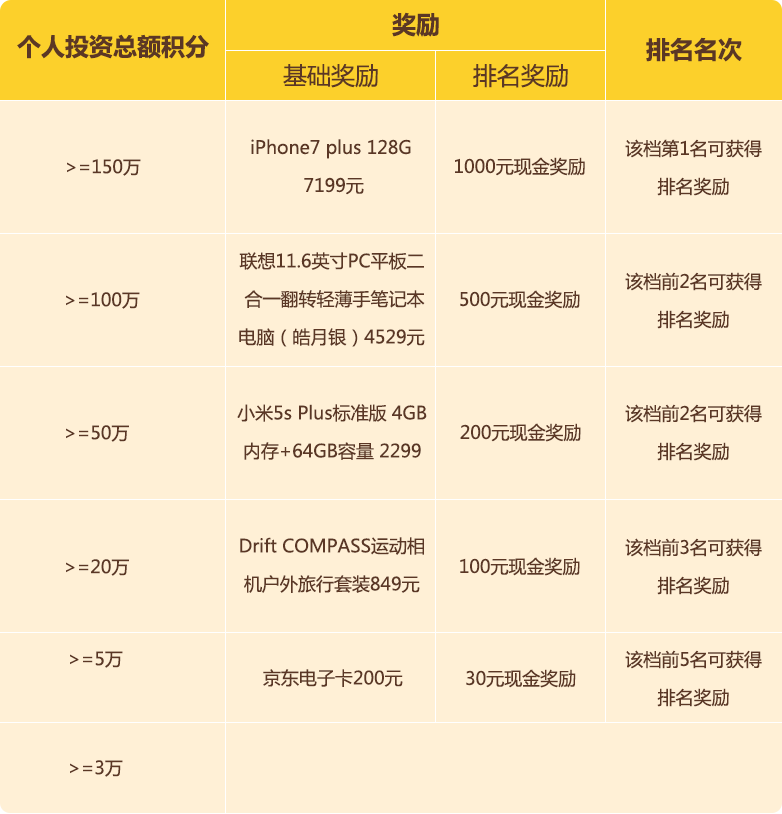 个人投资总额积分
奖励
排名名次
基础奖励
排名奖励
>=150万
iPhone7 plus 128G
7199元
1000元现金奖励
该档第1名可获得
排名奖励
>=100万
联想11.6英寸PC平板二
合一翻转轻薄手笔记本
电脑（皓月银）4529元
500元现金奖励
该档前2名可获得
排名奖励
>=50万
小米5s Plus标准版 4GB
内存+64GB容量 2299
200元现金奖励
该档前2名可获得
排名奖励
>=20万
Drift COMPASS运动相
机户外旅行套装849元
100元现金奖励
该档前3名可获得
排名奖励
>=5万
京东电子卡200元
30元现金奖励
该档前5名可获得
排名奖励
>=3万